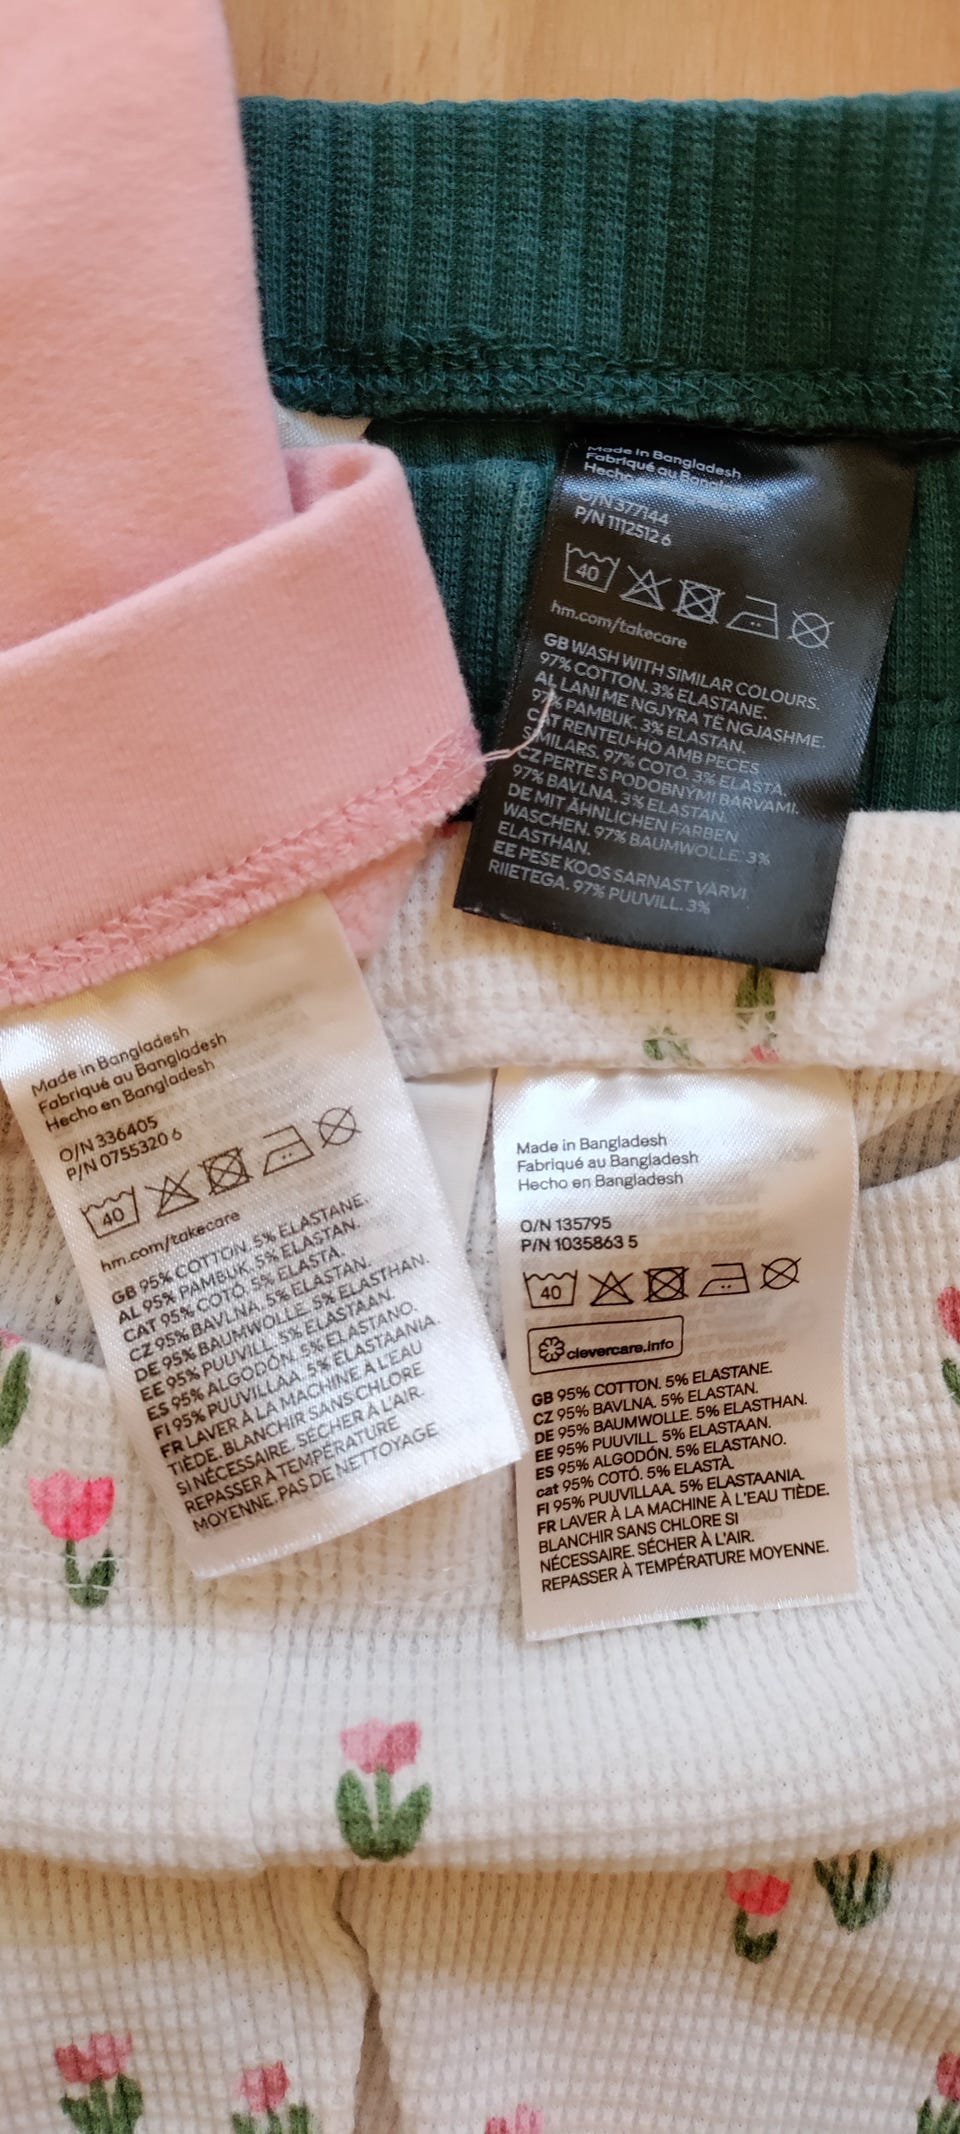 Made in Bangladesh
Fabriqué au Bangladesh
Hecho
O/N 377144
P/N 1112512 6
40
hm.com/takecare
GB WASH WITH SIMILAR COLOURS.
97% COTTON. 3% ELASTANE.
AL LANI ME NGJYRA TË NGJASHME.
97% PAMBUK. 3% ELASTAN.
CAT RENTEU-HO AMB PECES
SIMILARS. 97% COTÓ. 3% ELASTA.
CZ PERTE S PODOBNÝMI BARVAMI.
97% BAVLNA. 3% ELASTAN.
DE MIT ÄHNLICHEN FARBEN
WASCHEN. 97% BAUMWOLLE. 3%
ELASTHAN.
EE PESE KOOS SARNAST VÄRVI
RIIETEGA. 97% PUUVILL. 3%
Made in Bangladesh
Fabriqué au Bangladesh
Hecho en Bangladesh
O/N 336405
P/N 0755320 6
40
hm.com/takecare
GB 95% COTTON. 5% ELASTANE.
AL 95% PAMBUK. 5% ELASTAN.
CAT 95% COTÓ. 5% ELASTÀ.
CZ 95% BAVLNA. 5% ELASTAN.
DE 95% BAUMWOLLE. 5% ELASTHAN.
EE 95% PUUVILL. 5% ELASTAAN.
ES 95% ALGODÓN. 5% ELASTANO.
FI 95% PUUVILLAA. 5% ELASTAANIA.
FR LAVER À LA MACHINE À L'EAU
TIÈDE. BLANCHIR SANS CHLORE
SI NÉCESSAIRE. SÉCHER À L'AIR.
REPASSER À TEMPÉRATURE
MOYENNE. PAS DE NETTOYAGE
Made in Bangladesh
Fabriqué au Bangladesh
Hecho en Bangladesh
O/N 135795
P/N 1035863 5
40
clevercare.info
GB 95% COTTON. 5% ELASTANE.
CZ 95% BAVLNA. 5% ELASTAN.
DE 95% BAUMWOLLE. 5% ELASTHAN.
EE 95% PUUVILL. 5% ELASTAAN.
ES 95% ALGODÓN. 5% ELASTANO.
cat 95% COTÓ. 5% ELASTÀ.
FI 95% PUUVILLAA. 5% ELASTAANIA.
FR LAVER À LA MACHINE À L'EAU TIÈDE.
BLANCHIR SANS CHLORE SI
NÉCESSAIRE. SÉCHER À L'AIR.
REPASSER À TEMPÉRATURE MOYENNE.